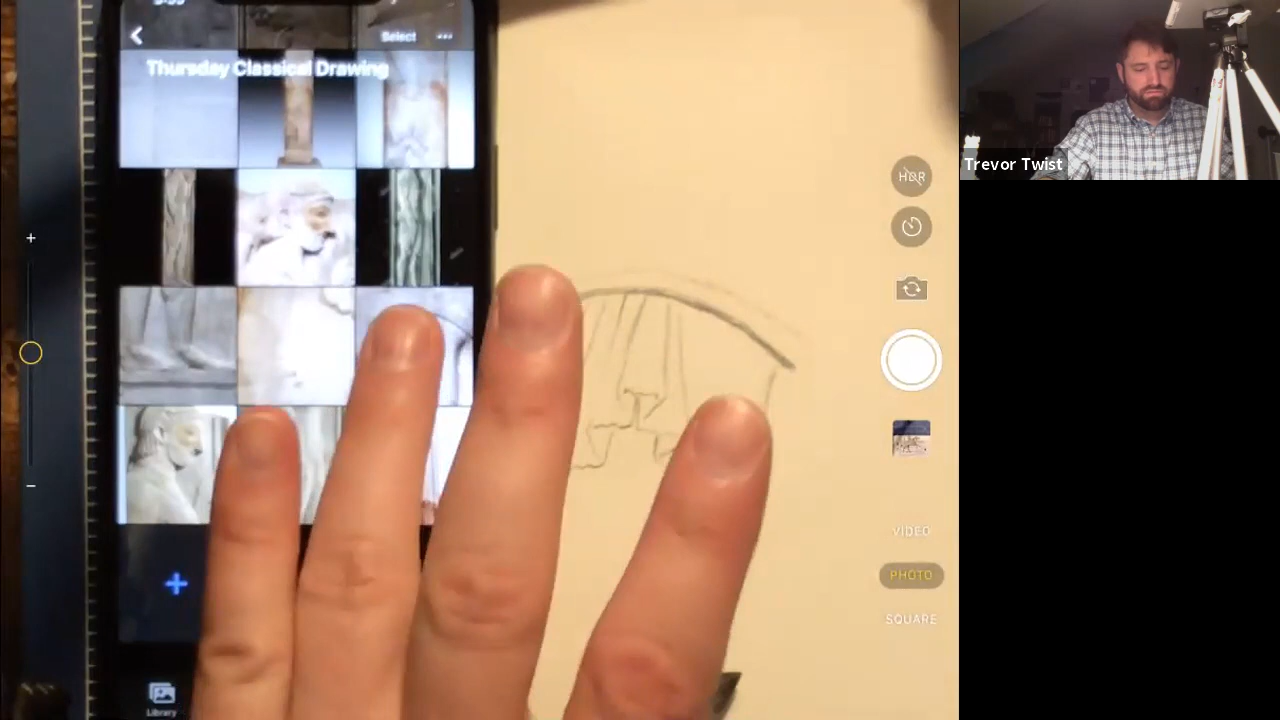 Select
Thursday Classical Drawing
Library
HDR
VIDEO
PHOTO
SQUARE
Trevor Twist